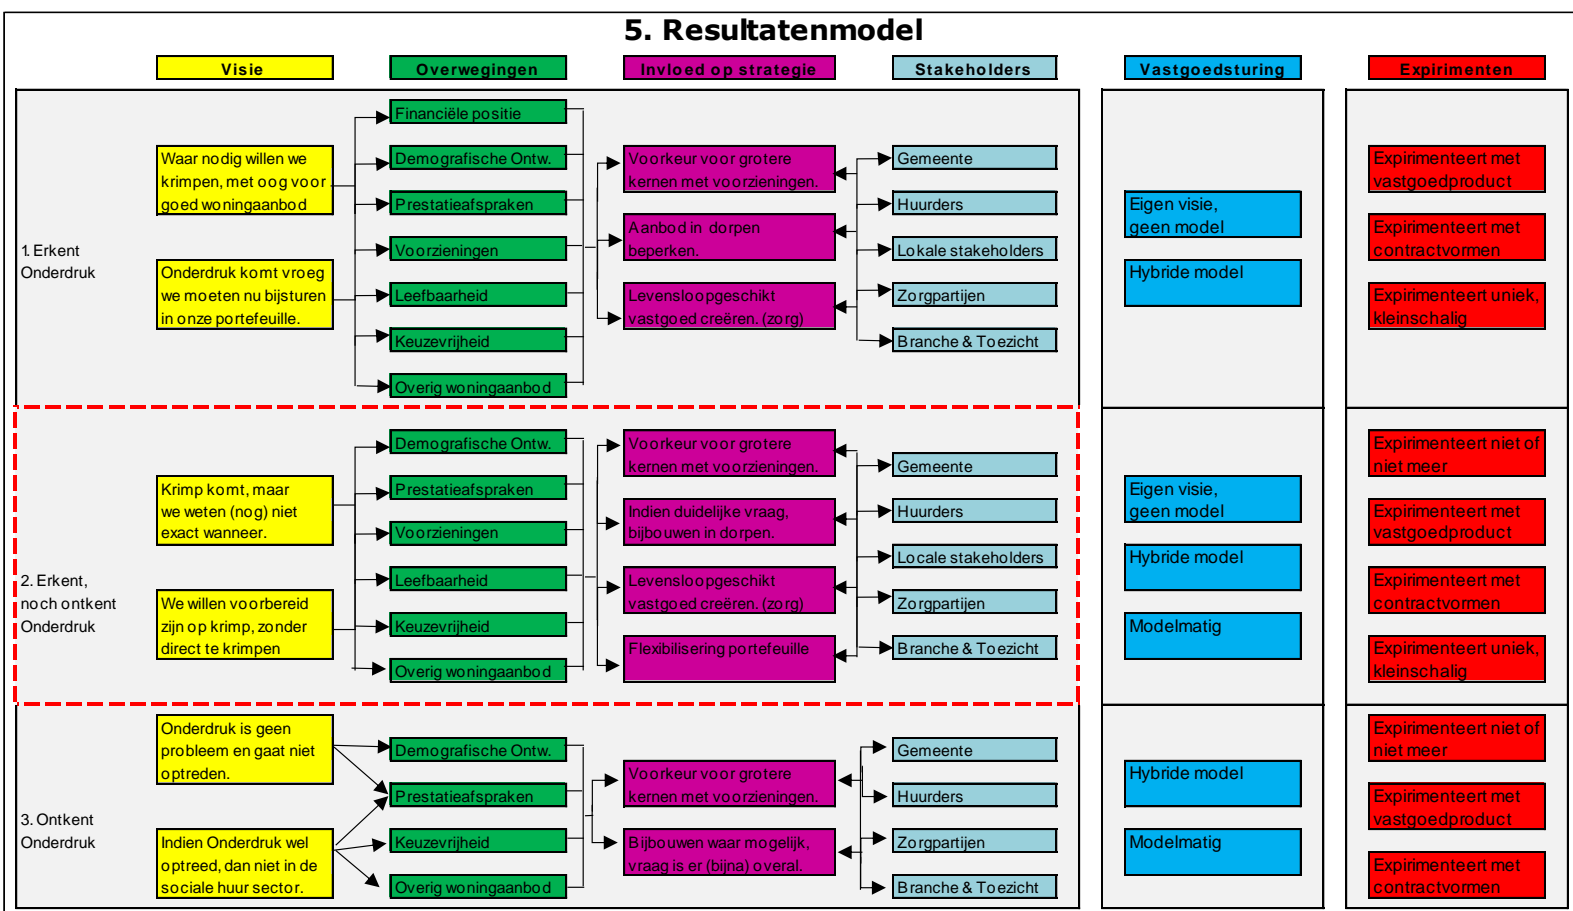 5. Resultatenmodel
Visie
Overwegingen
Invloed op strategie
Stakeholders
Vastgoedsturing
Expirimenten
1. Erkent
Onderdruk
Waar nodig willen we
krimpen, met oog voor
goed woningaanbod
Onderdruk komt vroeg
we moeten nu bijsturen
in onze portefeuille.
Financiële positie
Demografische Ontw.
Prestatieafspraken
Voorzieningen
Leefbaarheid
Keuzevrijheid
Overig woningaanbod
Voorkeur voor grotere
kernen met voorzieningen.
Aanbod in dorpen
beperken.
Levensloopgeschikt
vastgoed creëren. (zorg)
Gemeente
Huurders
Lokale stakeholders
Zorgpartijen
Branche & Toezicht
Eigen visie,
geen model
Hybride model
Expirimenteert met
vastgoedproduct
Expirimenteert met
contractvormen
Expirimenteert uniek,
kleinschalig
2. Erkent,
noch ontkent
Onderdruk
Krimp komt, maar
we weten (nog) niet
exact wanneer.
We willen voorbereid
zijn op krimp, zonder
direct te krimpen
Demografische Ontw.
Prestatieafspraken
Voorzieningen
Leefbaarheid
Keuzevrijheid
Overig woningaanbod
Voorkeur voor grotere
kernen met voorzieningen.
Indien duidelijke vraag,
bijbouwen in dorpen.
Levensloopgeschikt
vastgoed creëren. (zorg)
Flexibilisering portefeuille
Gemeente
Huurders
Locale stakeholders
Zorgpartijen
Branche & Toezicht
Eigen visie,
geen model
Hybride model
Modelmatig
Expirimenteert niet of
niet meer
Expirimenteert met
vastgoedproduct
Expirimenteert met
contractvormen
Expirimenteert uniek,
kleinschalig
3. Ontkent
Onderdruk
Onderdruk is geen
probleem en gaat niet
optreden.
Indien Onderdruk wel
optreed, dan niet in de
sociale huur sector.
Demografische Ontw.
Prestatieafspraken
Keuzevrijheid
Overig woningaanbod
Voorkeur voor grotere
kernen met voorzieningen.
Bijbouwen waar mogelijk,
vraag is er (bijna) overal.
Gemeente
Huurders
Zorgpartijen
Branche & Toezicht
Hybride model
Modelmatig
Expirimenteert niet of
niet meer
Expirimenteert met
vastgoedproduct
Expirimenteert met
contractvormen